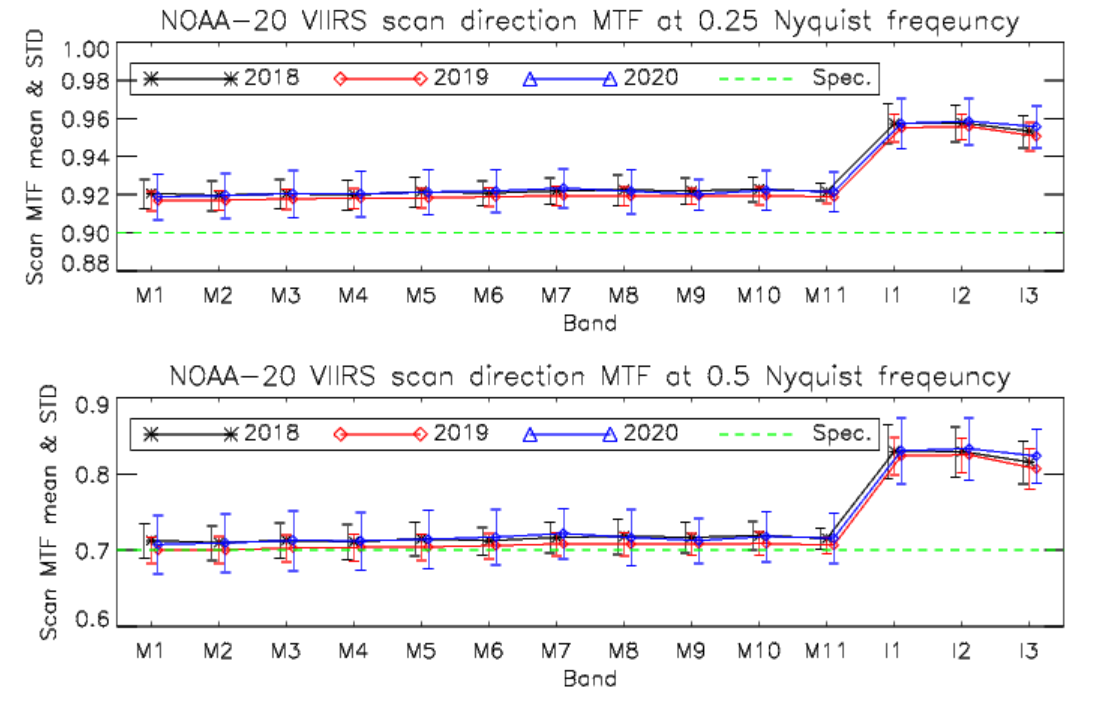 NOAA-20 VIIRS scan direction MTF at 0.25 Nyquist freqeuncy
Scan MTF mean & STD
1.00
0.98
0.96
0.94
0.92
0.90
0.88
2018 2019 2020 Spec.
M1 M2 M3 M4 M5 M6 M7 M8 M9 M10 M11 I1 I2 I3
Band
NOAA-20 VIIRS scan direction MTF at 0.5 Nyquist freqeuncy
Scan MTF mean & STD
0.9
0.8
0.7
0.6
2018 2019 2020 Spec.
M1 M2 M3 M4 M5 M6 M7 M8 M9 M10 M11 I1 I2 I3
Band